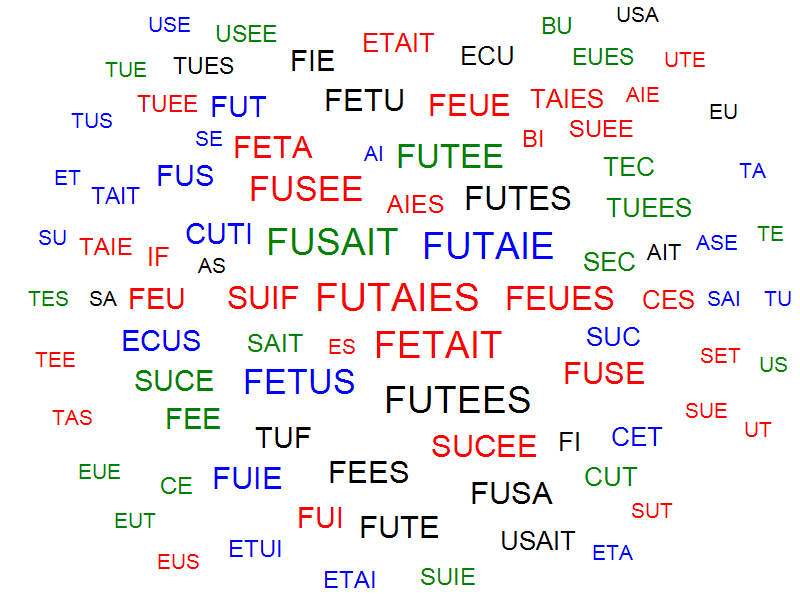 USE USEE ETAIT ECU BU USA
TUE TUES FIE EUES UTE
TUS TUEE FUT FETU FEUE TAIES AIE EU
SE FETA AI FUTEE BI SUEE
ET TAIT FUS FUSEE AIES FUTES TEC TUEES TA
SU TAIE IF CUTI AS FUSAIT FUTAIE SEC AIT ASE TE
TES SA FEU SUIF FUTAIES FEUES CES SAI TU
TEE ECUS SAIT ES FETAIT SUC SET US
SUCE FETUS FUTEES FUSE
TAS FEE TUF SUCEE FI CET SUE UT
EUE CE FUIE FEES FUSA CUT
EUT FUI FUTE SUT
EUS ETUI USAIT ETA
ETAI SUIE